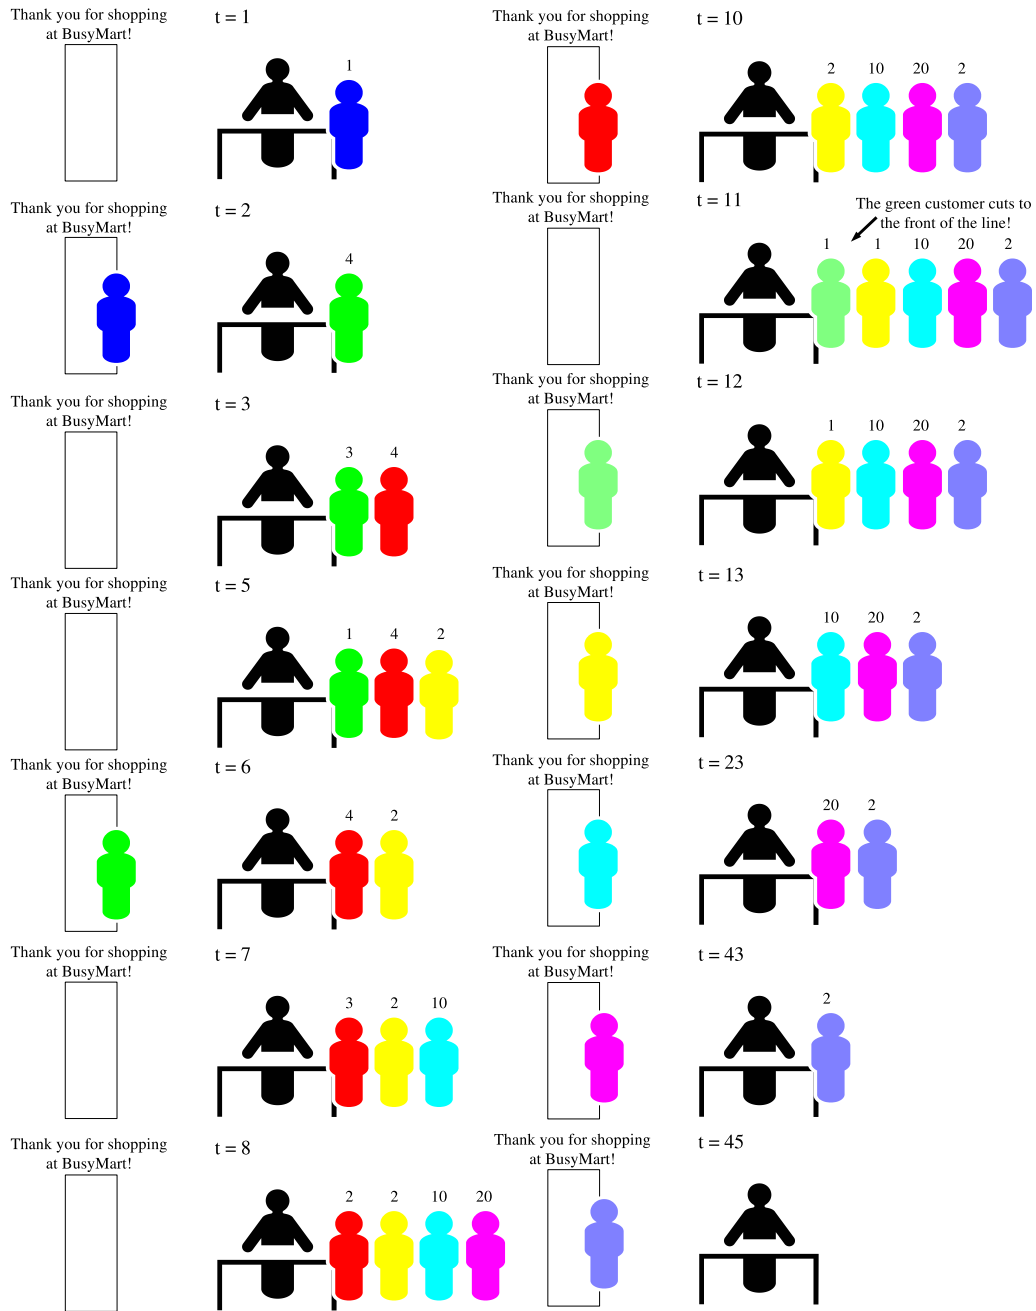 Thank you for shopping
at BusyMart!
t = 1
1
Thank you for shopping
at BusyMart!
t = 2
4
Thank you for shopping
at BusyMart!
t = 3
3 4
Thank you for shopping
at BusyMart!
t = 5
1 4 2
Thank you for shopping
at BusyMart!
t = 6
4 2
Thank you for shopping
at BusyMart!
t = 7
3 2 10
Thank you for shopping
at BusyMart!
t = 8
2 2 10 20
Thank you for shopping
at BusyMart!
t = 10
2 10 20 2
Thank you for shopping
at BusyMart!
t = 11
The green customer cuts to
the front of the line!
1 1 10 20 2
Thank you for shopping
at BusyMart!
t = 12
1 10 20 2
Thank you for shopping
at BusyMart!
t = 13
10 20 2
Thank you for shopping
at BusyMart!
t = 23
20 2
Thank you for shopping
at BusyMart!
t = 43
2
Thank you for shopping
at BusyMart!
t = 45